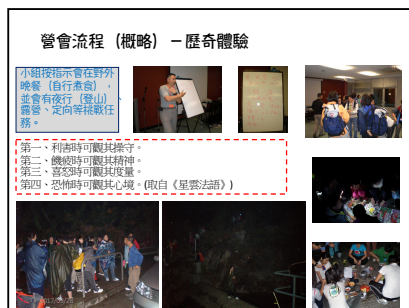 營會流程（概略）－歷奇體驗
小組按指示會在野外
晚餐（自行煮食），
並會有夜行（登山）、
露營、定向等挑戰任
務。
第一、利害時可觀其操守。
第二、饑疲時可觀其精神。
第三、喜怒時可觀其度量。
第四、恐怖時可觀其心境。(取自《星雲法語》)